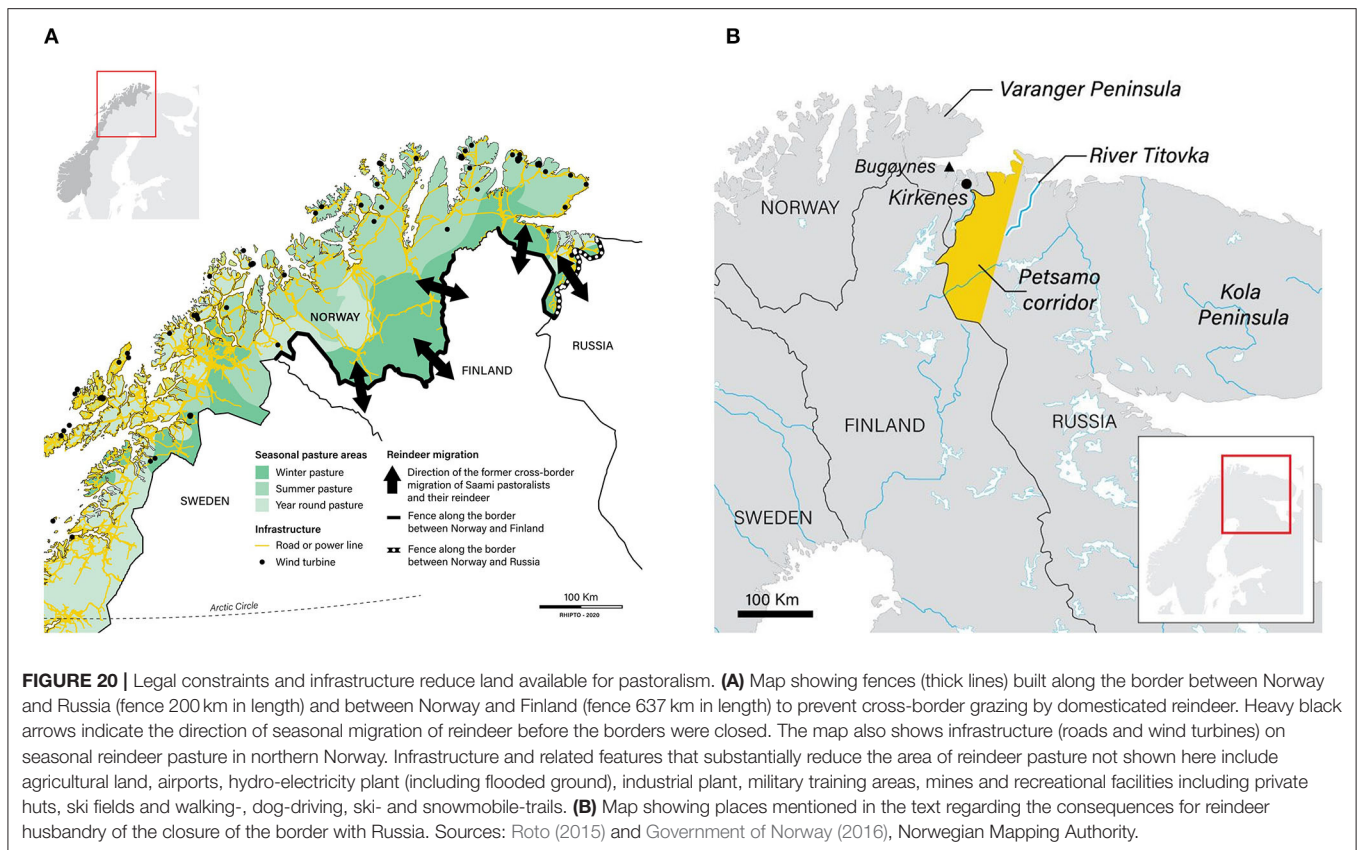 A
NORWAY
RUSSIA
FINLAND
SWEDEN
Seasonal pasture areas
Winter pasture
Summer pasture
Year round pasture
Infrastructure
Road or power line
Wind turbine
Reindeer migration
Direction of the former cross-border
migration of Saami pastoralists
and their reindeer
Fence along the border
between Norway and Finland
Fence along the border
between Norway and Russia
Arctic Circle
100 Km
RHIPTO - 2020
B
Varanger Peninsula
Bugøynes
River Titovka
Kirkenes
NORWAY
Petsamo
corridor
Kola
Peninsula
FINLAND
RUSSIA
SWEDEN
100 Km
FIGURE 20 | Legal constraints and infrastructure reduce land available for pastoralism. (A) Map showing fences (thick lines) built along the border between Norway
and Russia (fence 200 km in length) and between Norway and Finland (fence 637 km in length) to prevent cross-border grazing by domesticated reindeer. Heavy black
arrows indicate the direction of seasonal migration of reindeer before the borders were closed. The map also shows infrastructure (roads and wind turbines) on
seasonal reindeer pasture in northern Norway. Infrastructure and related features that substantially reduce the area of reindeer pasture not shown here include
agricultural land, airports, hydro-electricity plant (including flooded ground), industrial plant, military training areas, mines and recreational facilities including private
huts, ski fields and walking-, dog-driving, ski- and snowmobile-trails. (B) Map showing places mentioned in the text regarding the consequences for reindeer
husbandry of the closure of the border with Russia. Sources: Roto (2015) and Government of Norway (2016), Norwegian Mapping Authority.